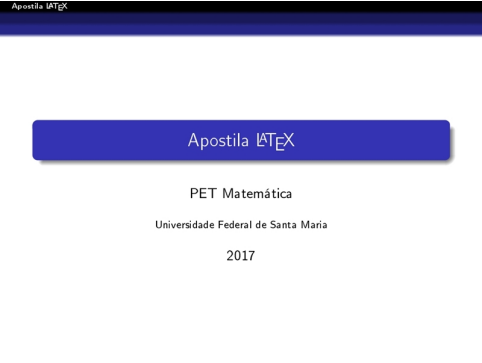 Apostila LATEX
Apostila LATEX
PET Matemática
Universidade Federal de Santa Maria
2017